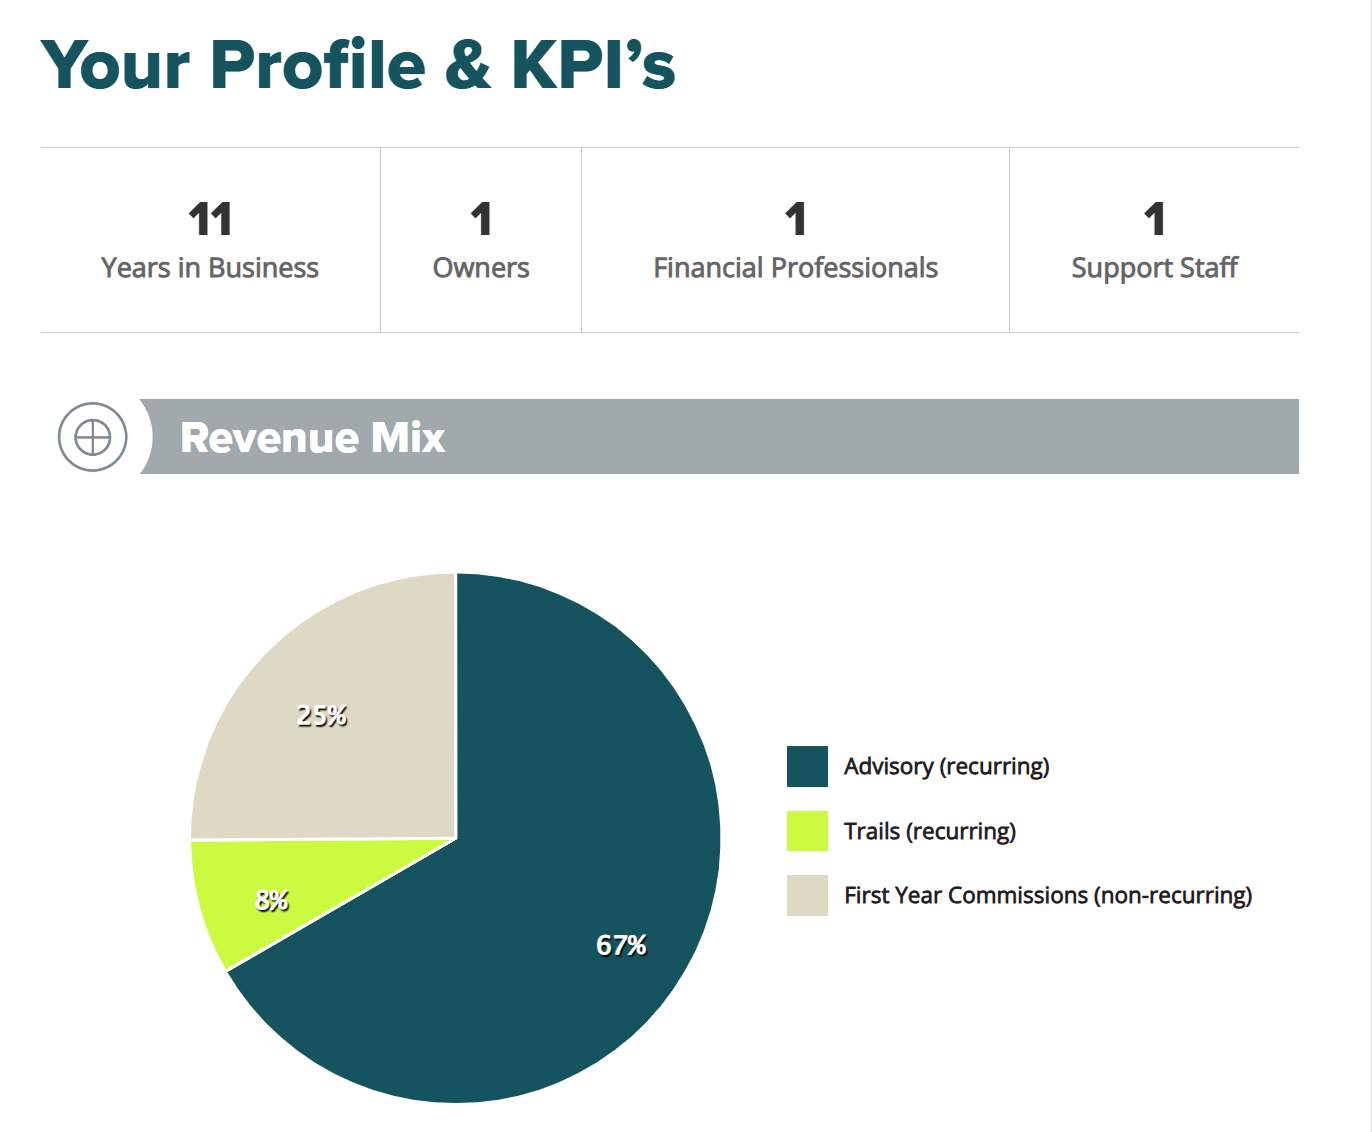 Your Profile & KPI’s
11
Years in Business
1
Owners
1
Financial Professionals
1
Support Staff
Revenue Mix
25%
8%
67%
Advisory (recurring)
Trails (recurring)
First Year Commissions (non-recurring)